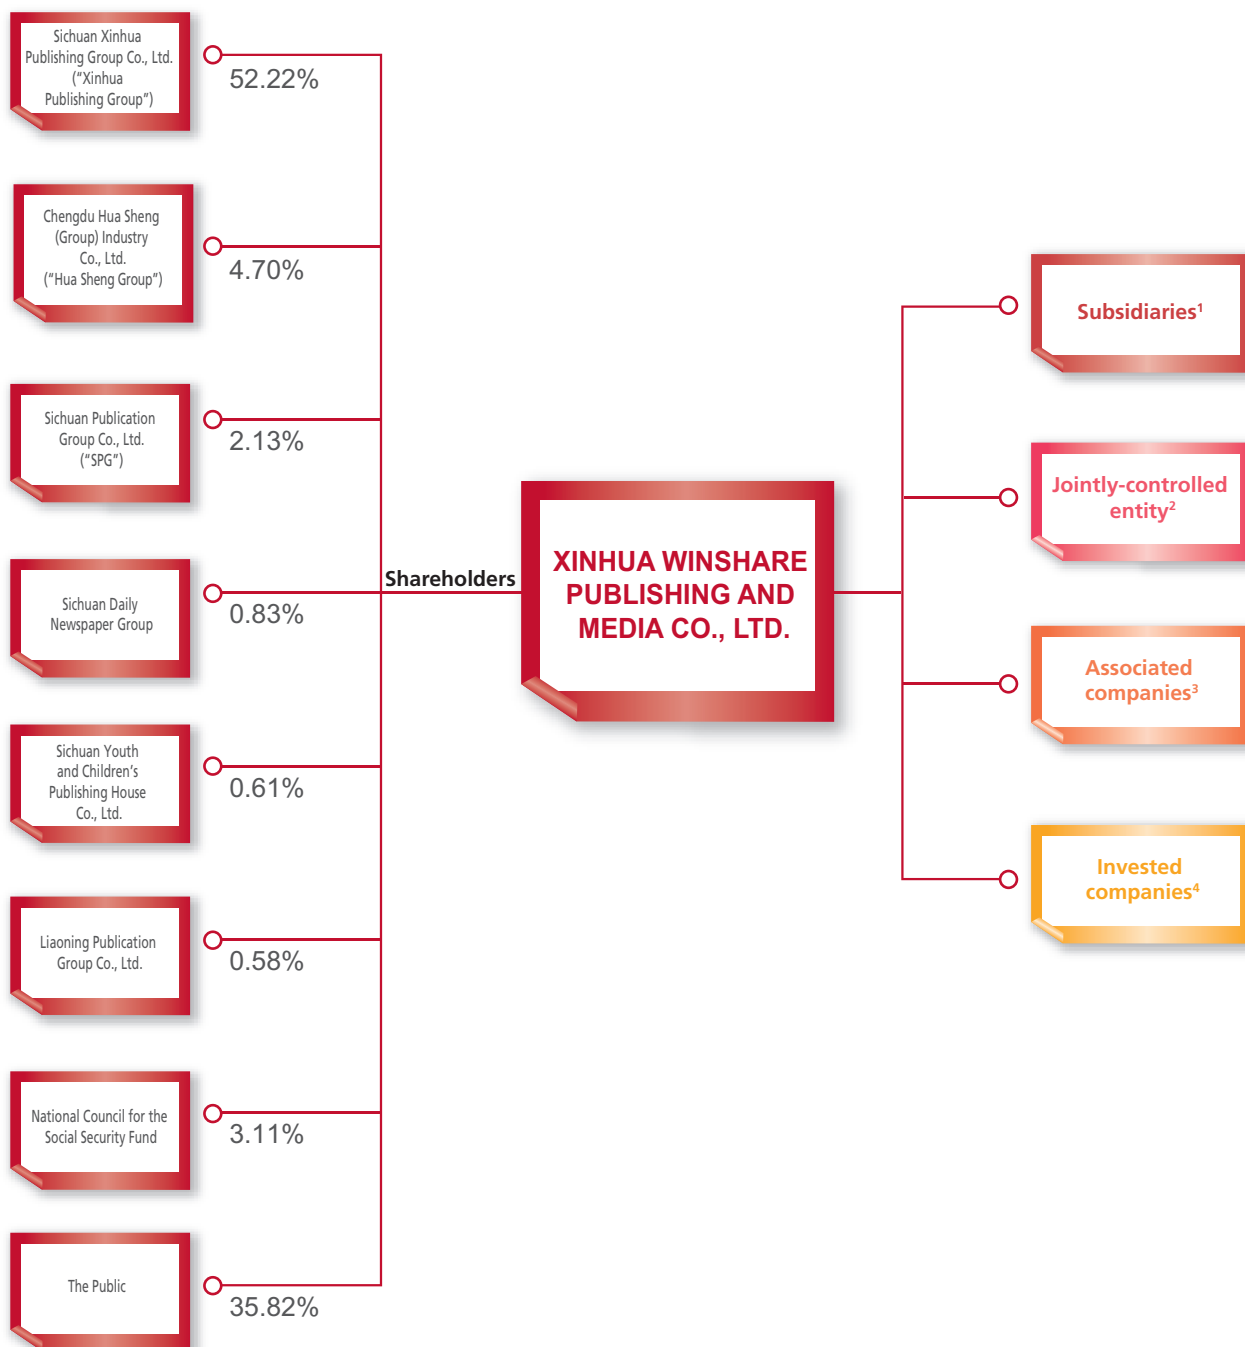 Sichuan Xinhua
Publishing Group Co., Ltd.
(“Xinhua
Publishing Group”)
52.22%
Chengdu Hua Sheng
(Group) Industry
Co., Ltd.
(“Hua Sheng Group”)
4.70%
Sichuan Publication
Group Co., Ltd.
(“SPG”)
2.13%
Sichuan Daily
Newspaper Group
0.83%
Sichuan Youth
and Children’s
Publishing House
Co., Ltd.
0.61%
Liaoning Publication
Group Co., Ltd.
0.58%
National Council for the
Social Security Fund
3.11%
The Public
35.82%
Shareholders
XINHUA WINSHARE
PUBLISHING AND
MEDIA CO., LTD.
Subsidiaries¹
Jointly-controlled
entity²
Associated
companies³
Invested
companies⁴